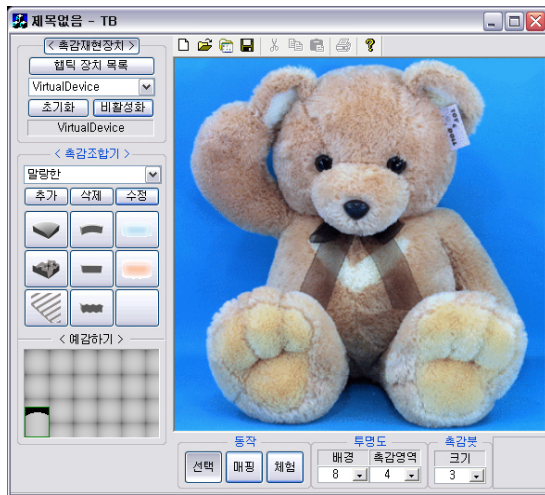 제목없음 - TB
< 촉감재현장치 >
햅틱 장치 목록
VirtualDevice
초기화 비활성화
VirtualDevice
< 촉감조합기 >
말랑한
추가 삭제 수정
< 예감하기 >
동작
선택 매핑 체험
투명도
배경 촉감영역
8 4
촉감붓
크기
3